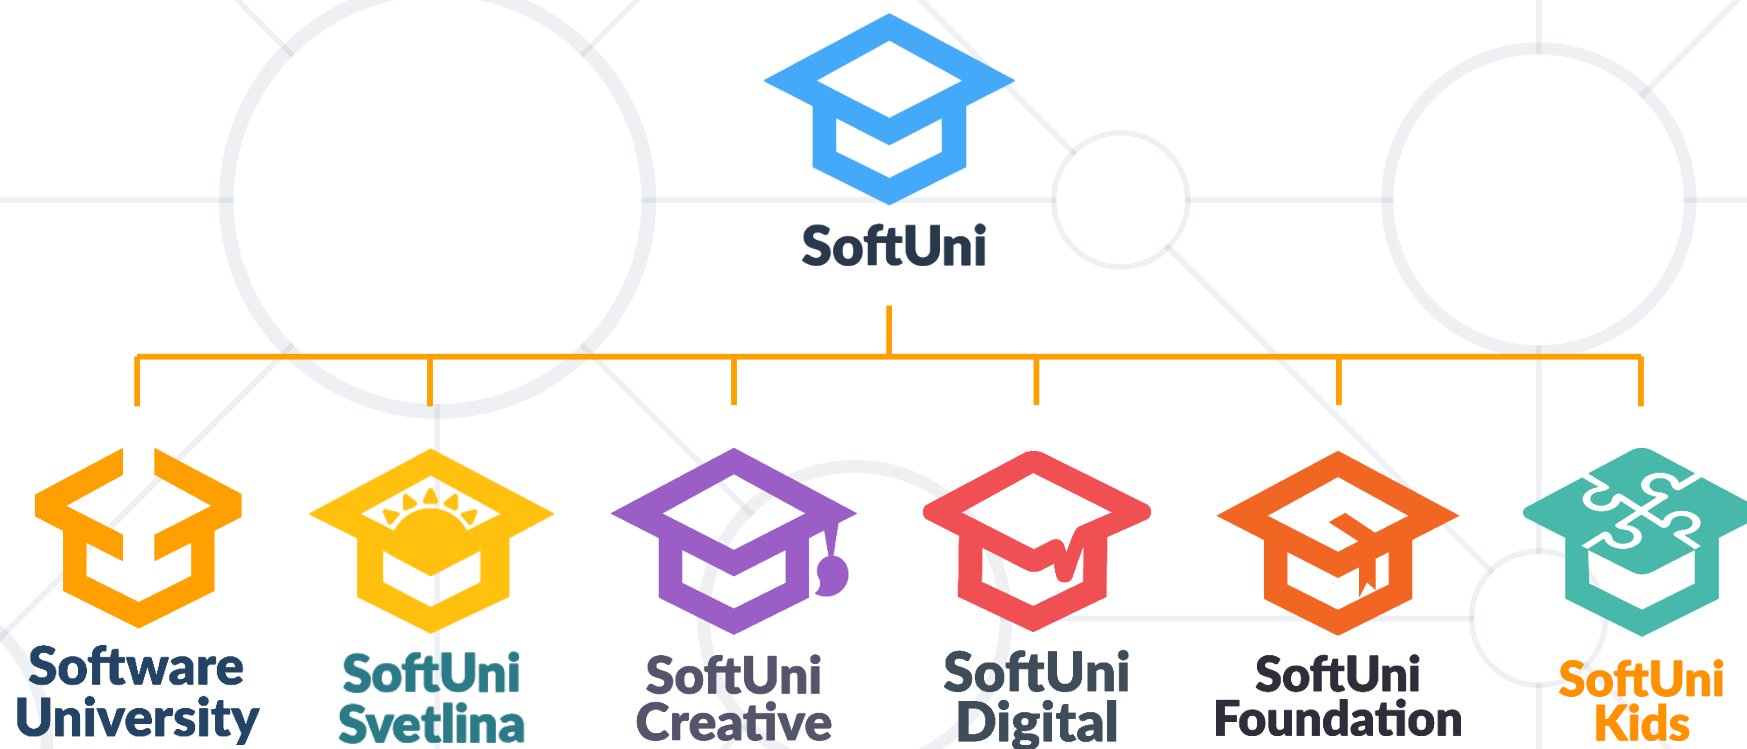 SoftUni
Software
University
SoftUni
Svetlina
SoftUni
Creative
SoftUni
Digital
SoftUni
Foundation
SoftUni
Kids